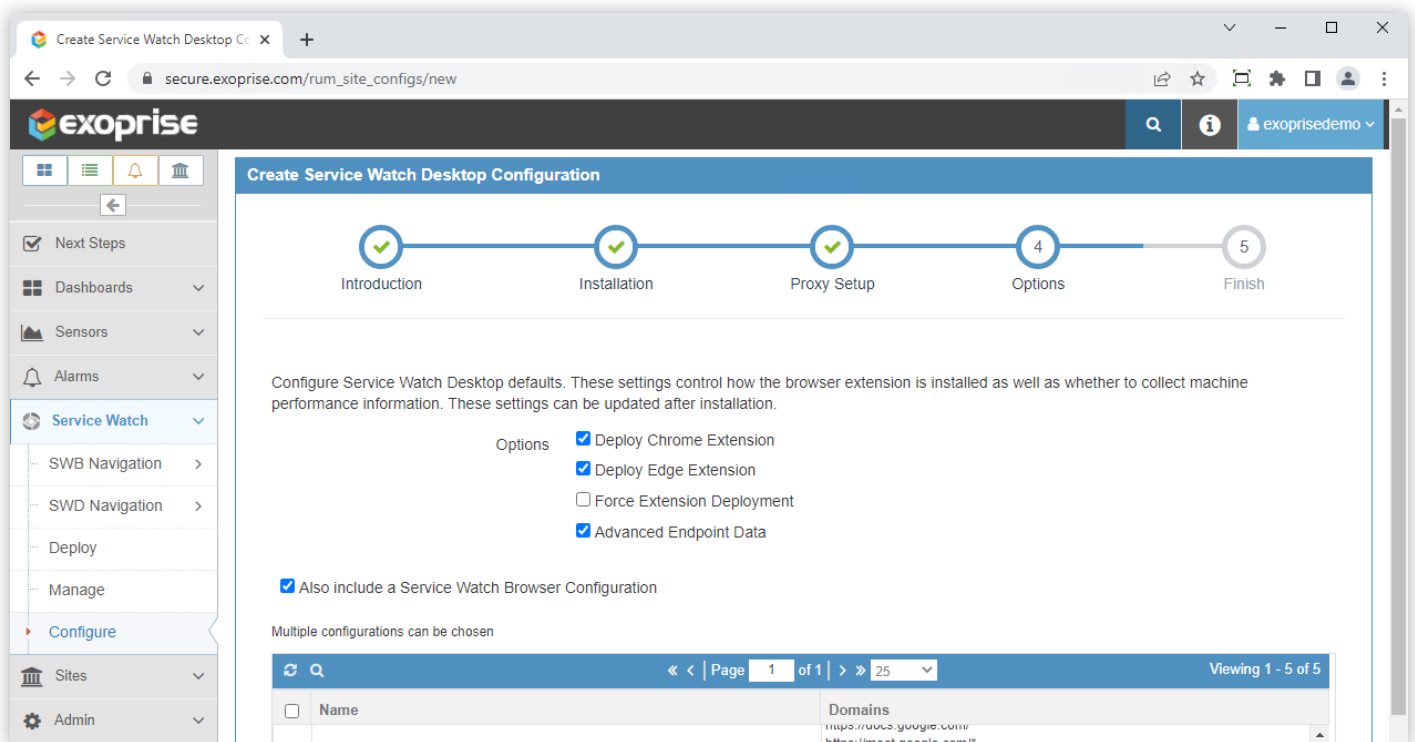 Create Service Watch Desktop Co
secure.exoprise.com/rum_site_configs/new
exoprise
exoprisedemo
Create Service Watch Desktop Configuration
Next Steps
Dashboards
Sensors
Alarms
Service Watch
SWB Navigation
SWD Navigation
Deploy
Manage
Configure
Sites
Admin
4
5
Introduction
Installation
Proxy Setup
Options
Finish
Configure Service Watch Desktop defaults. These settings control how the browser extension is installed as well as whether to collect machine
performance information. These settings can be updated after installation.
Options
Deploy Chrome Extension
Deploy Edge Extension
Force Extension Deployment
Advanced Endpoint Data
Also include a Service Watch Browser Configuration
Multiple configurations can be chosen
Page 1 of 1 25 Viewing 1 - 5 of 5
Name Domains
https://docs.google.com/*
https://meet.google.com/*